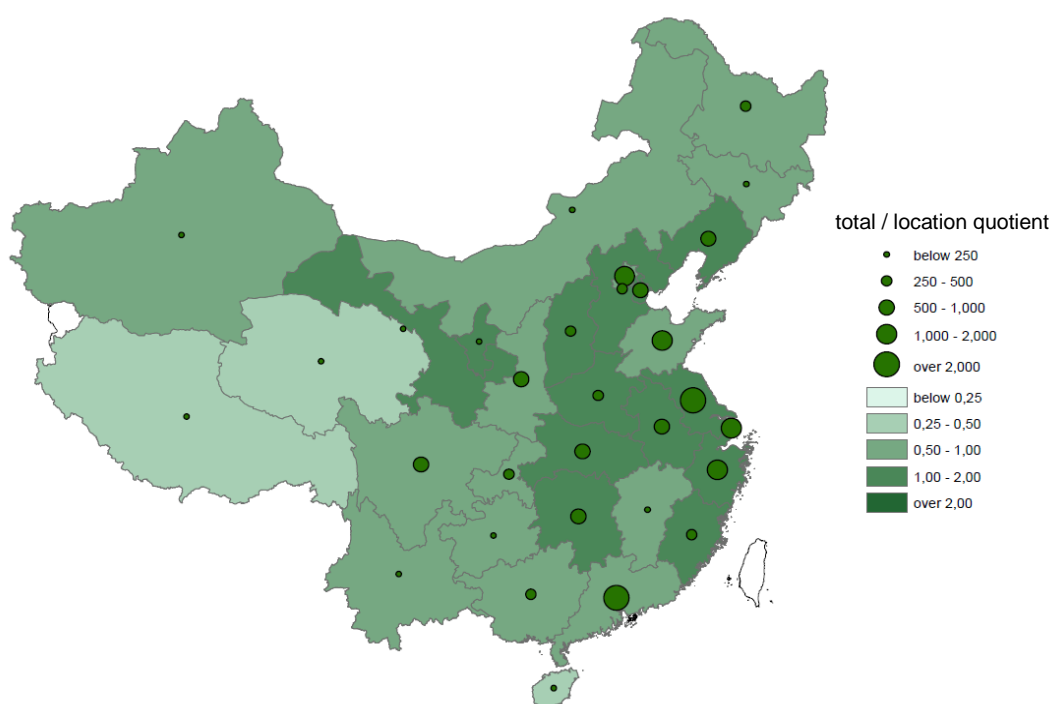 total / location quotient
below 250
250 - 500
500 - 1,000
1,000 - 2,000
over 2,000
below 0,25
0,25 - 0,50
0,50 - 1,00
1,00 - 2,00
over 2,00